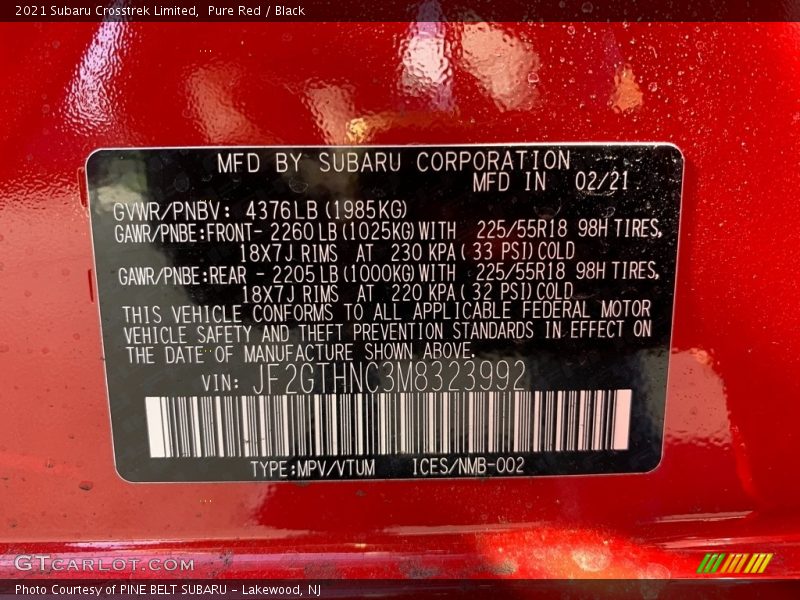 2021 Subaru Crosstrek Limited, Pure Red / Black
MFD BY SUBARU CORPORATION
MFD IN 02/21
GVWR/PNBV: 4376LB (1985KG)
GAWR/PNBE:FRONT- 2260 LB (1025KG) WITH 225/55R18 98H TIRES,
18X7J RIMS AT 230 KPA( 33 PSI) COLD
GAWR/PNBE:REAR - 2205 LB (1000KG) WITH 225/55R18 98H TIRES,
18X7J RIMS AT 220 KPA( 32 PSI) COLD
THIS VEHICLE CONFORMS TO ALL APPLICABLE FEDERAL MOTOR
VEHICLE SAFETY AND THEFT PREVENTION STANDARDS IN EFFECT ON
THE DATE OF MANUFACTURE SHOWN ABOVE.
VIN: JF2GTHNC3M8323992
TYPE:MPV/VTUM ICES/NMB-002
GTCARLOT.COM
Photo Courtesy of PINE BELT SUBARU – Lakewood, NJ